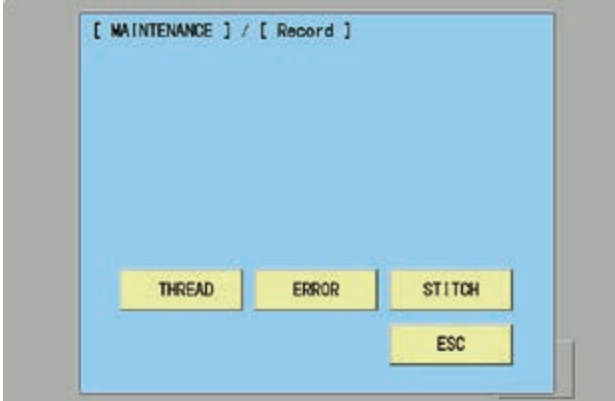 [ MAINTENANCE ] / [ Record ]
THREAD ERROR STITCH
ESC